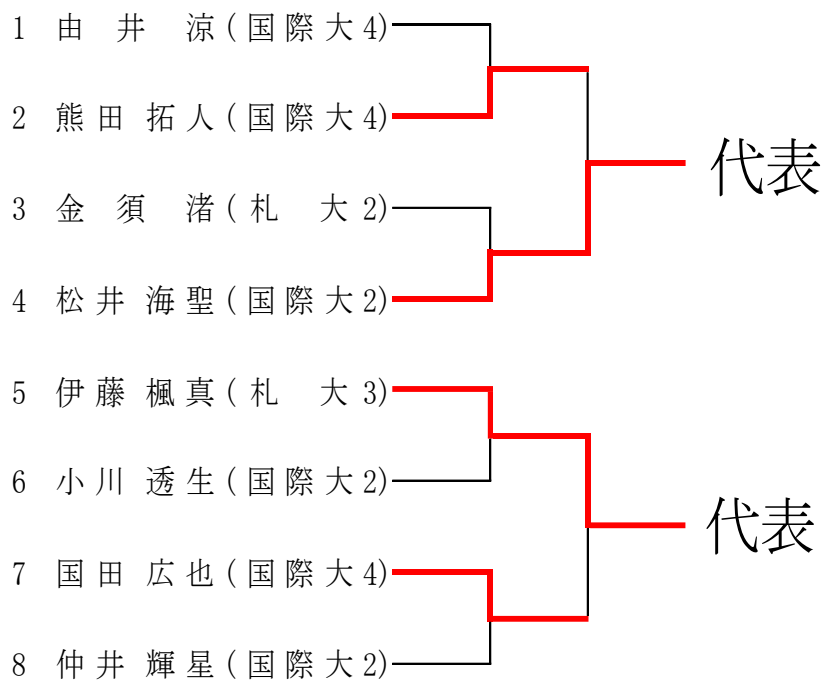 1 由井 涼(国際大4)
2 熊田 拓人(国際大4)
代表
3 金須 渚(札 大2)
4 松井 海聖(国際大2)
5 伊藤 楓真(札 大3)
6 小川 透生(国際大2)
代表
7 国田 広也(国際大4)
8 仲井 輝星(国際大2)